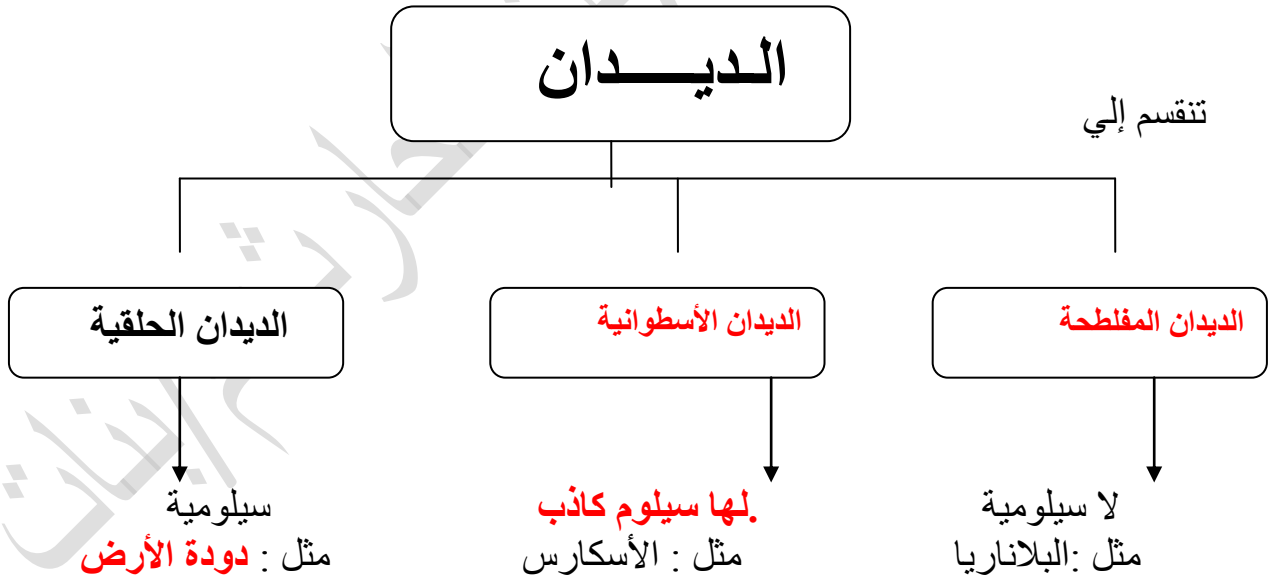 الديـــــدان
تنقسم إلي
الديدان المفلطحة
الديدان الأسطوانية
الديدان الحلقية
لا سيلومية
مثل :البلاناريا
.لها سيلوم كاذب
مثل : الأسكارس
سيلومية
مثل : دودة الأرض